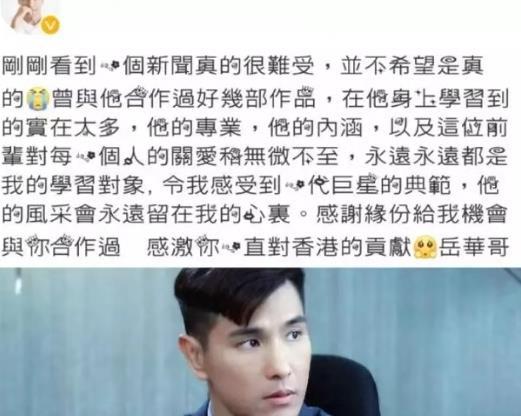 剛剛看到一個新聞真的很難受，並不希望是真
的😭曾與他合作過好幾部作品，在他身上學習到
的實在太多，他的專業，他的內涵，以及這位前
輩對每一個人的關愛稱無微不至，永遠永遠都是
我的學習對象, 令我感受到一代巨星的典範，他
的風采會永遠留在我的心裏。感謝緣份給我機會
與你合作過 感激你一直對香港的貢獻🤗岳華哥